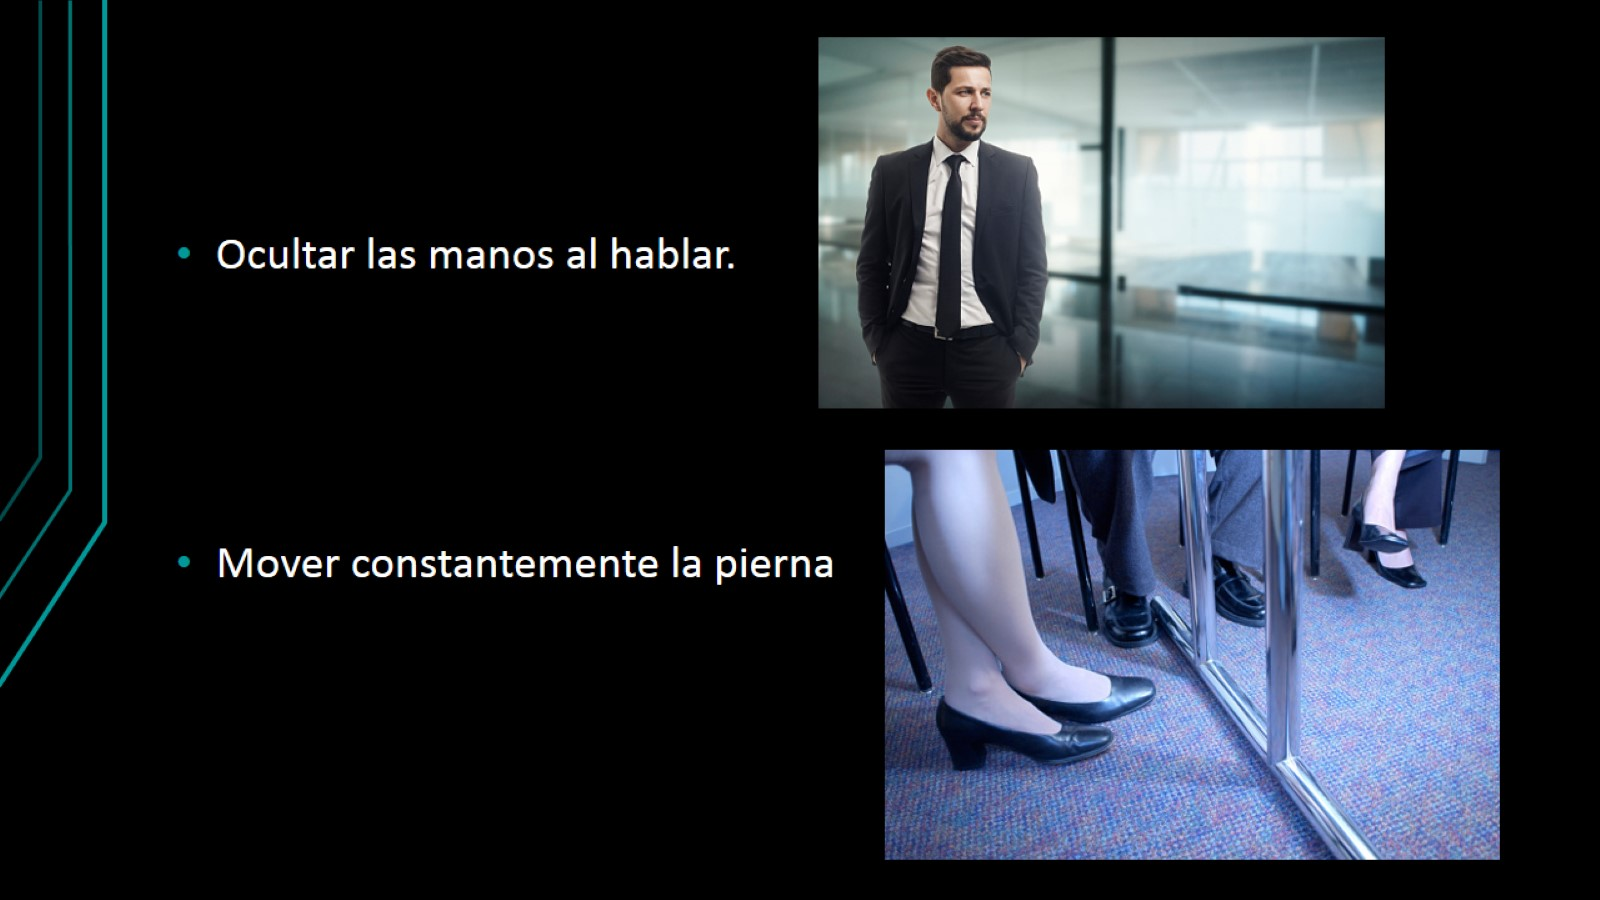 Ocultar las manos al hablar.
Mover constantemente la pierna